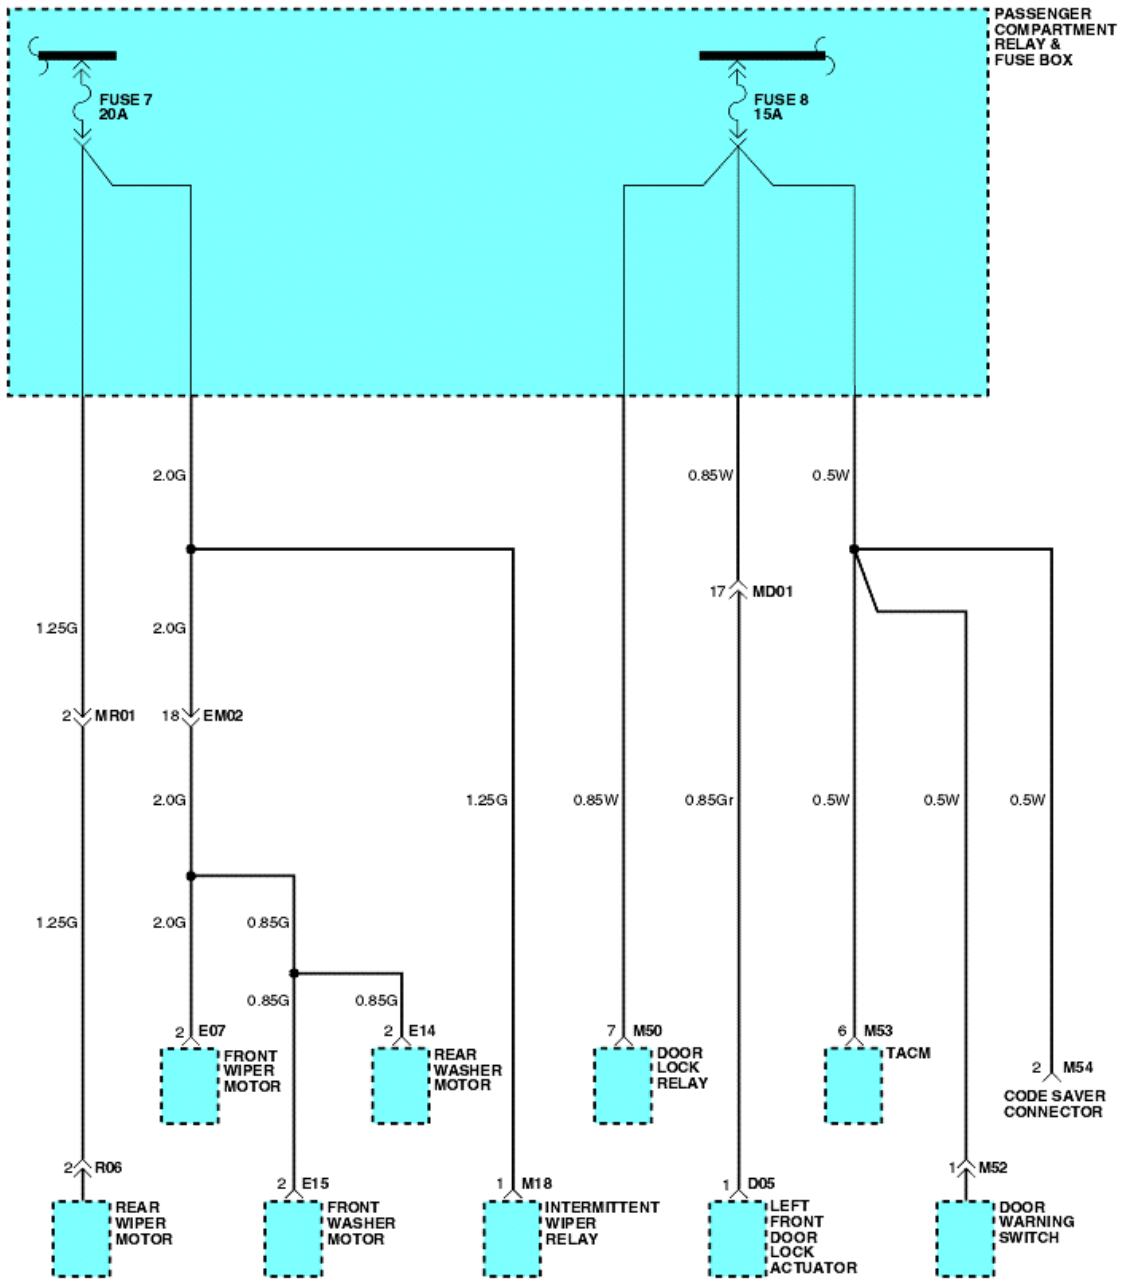 PASSENGER
COMPARTMENT
RELAY &
FUSE BOX
FUSE 7
20A
FUSE 8
15A
2.0G
0.85W
0.5W
17
MD01
1.25G
2.0G
2
MR01
18
EM02
2.0G
1.25G
0.85W
0.85Gr
0.5W
0.5W
0.5W
1.25G
2.0G
0.85G
0.85G
0.85G
2
E07
FRONT
WIPER
MOTOR
2
E14
REAR
WASHER
MOTOR
7
M50
DOOR
LOCK
RELAY
6
M53
TACM
2
M54
CODE SAVER
CONNECTOR
2
R06
REAR
WIPER
MOTOR
2
E15
FRONT
WASHER
MOTOR
1
M18
INTERMITTENT
WIPER
RELAY
1
D05
LEFT
FRONT
DOOR
LOCK
ACTUATOR
1
M52
DOOR
WARNING
SWITCH